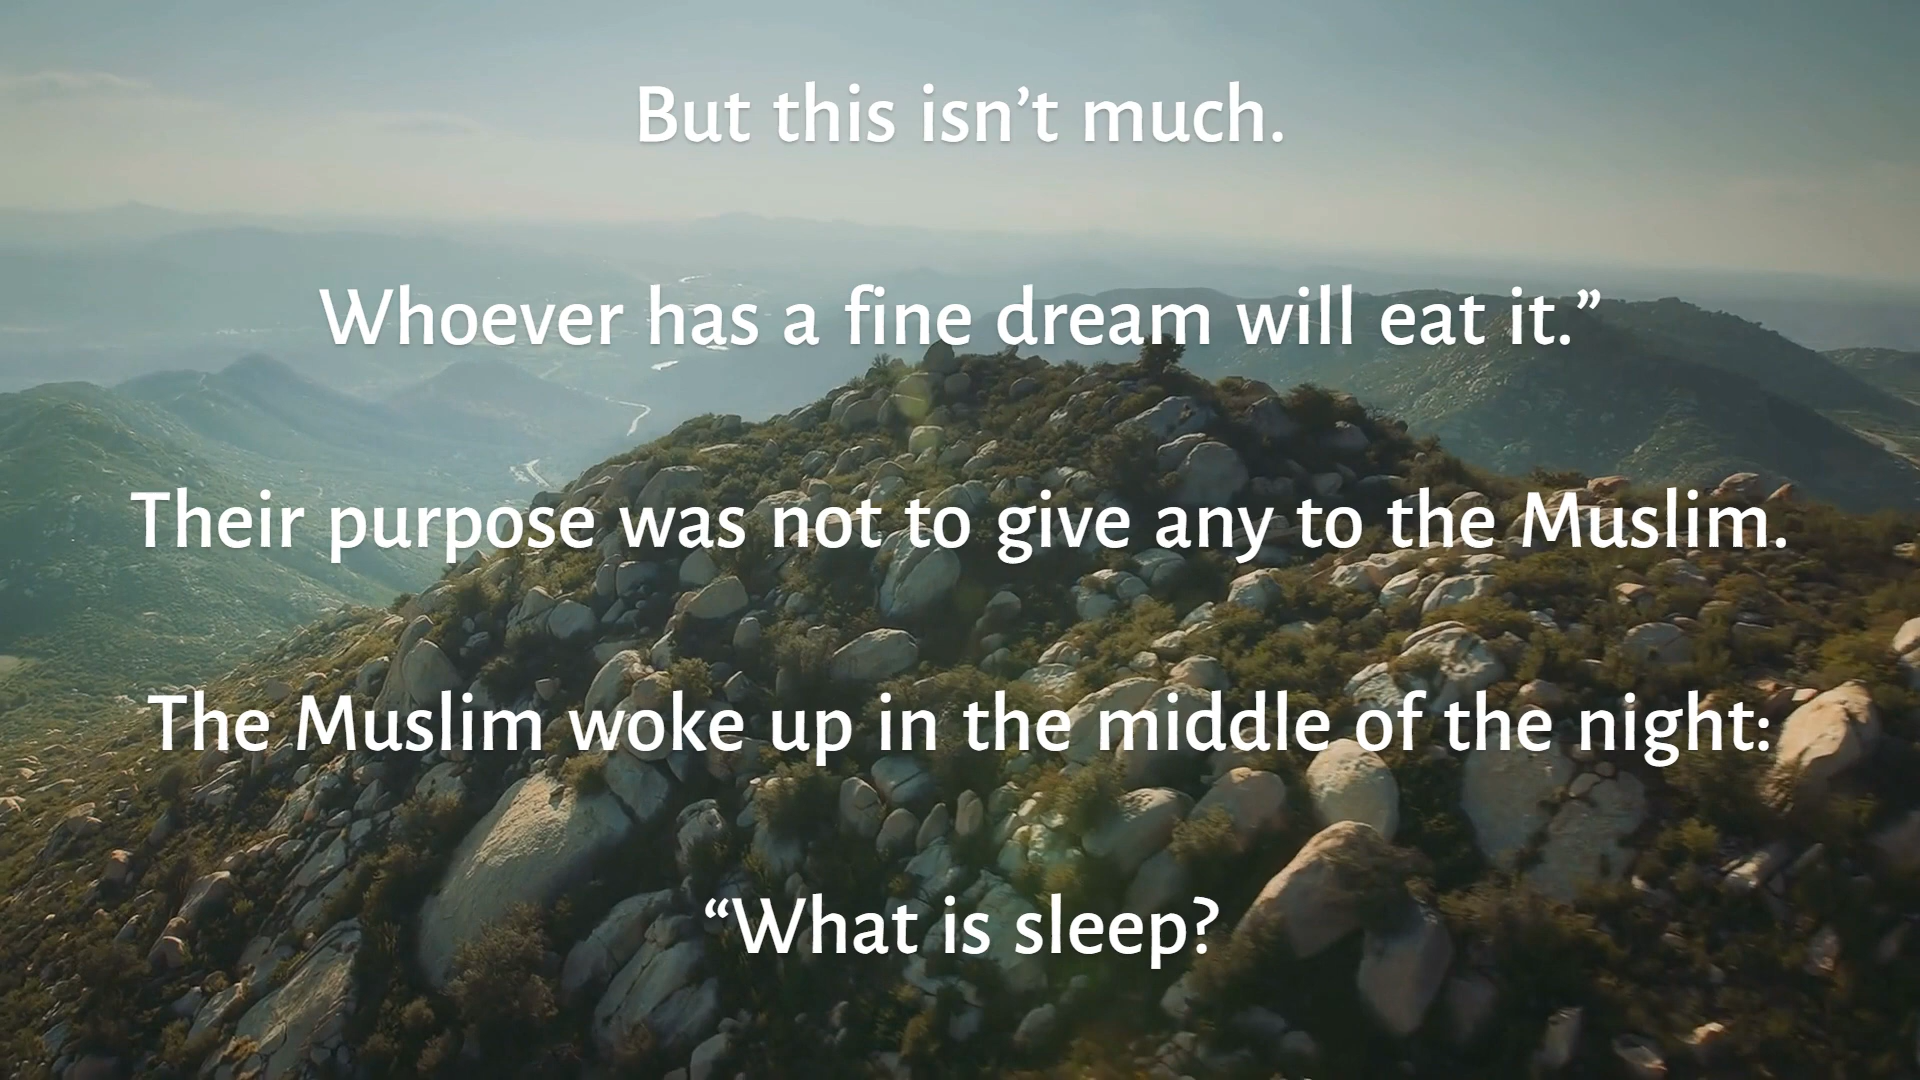 But this isn’t much.
Whoever has a fine dream will eat it.”
Their purpose was not to give any to the Muslim.
The Muslim woke up in the middle of the night:
“What is sleep?